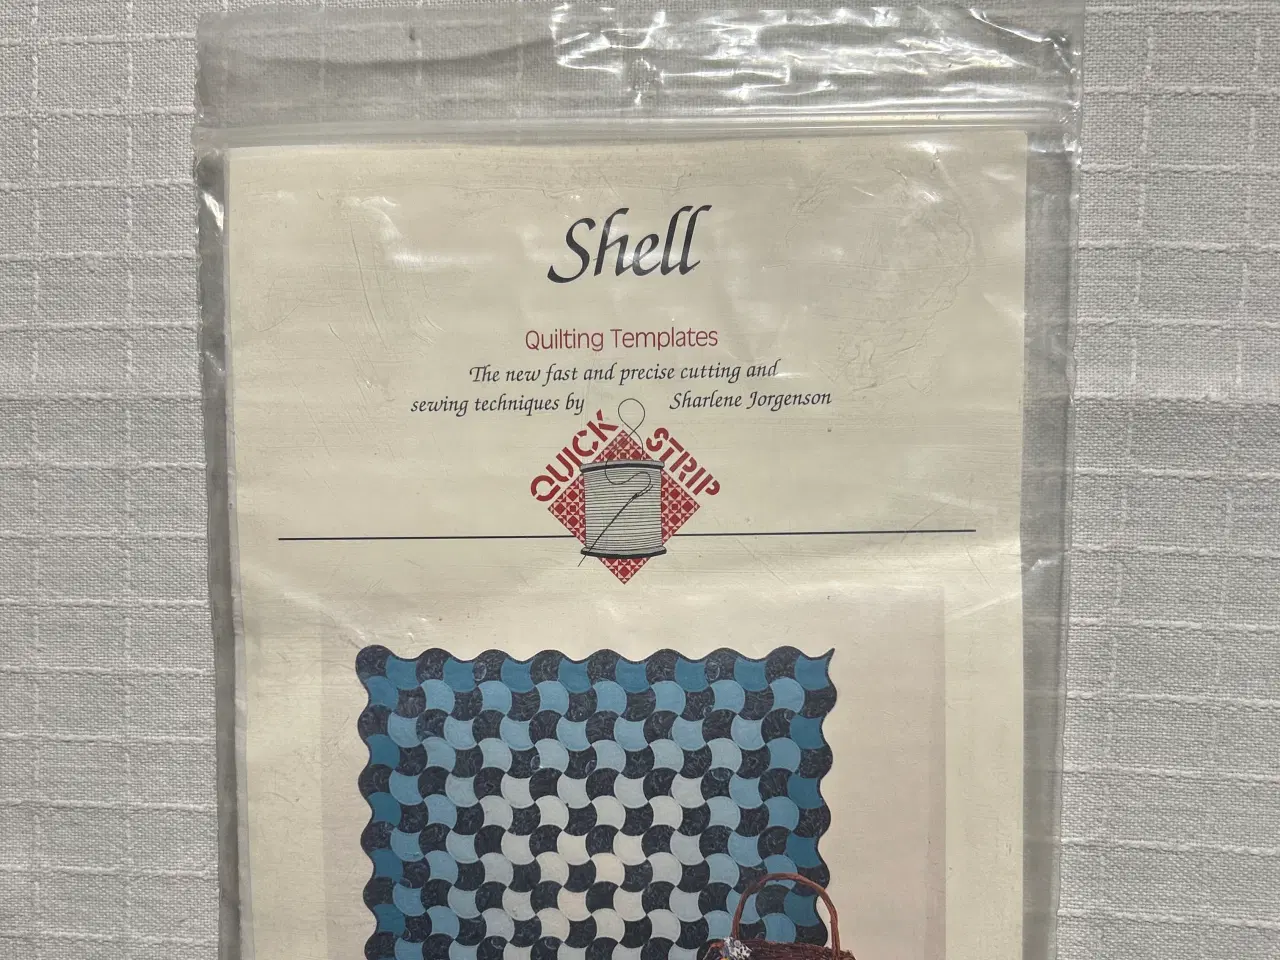 Shell
Quilting Templates
The new fast and precise cutting and
sewing techniques by Sharlene Jorgenson
QUICK STRIP